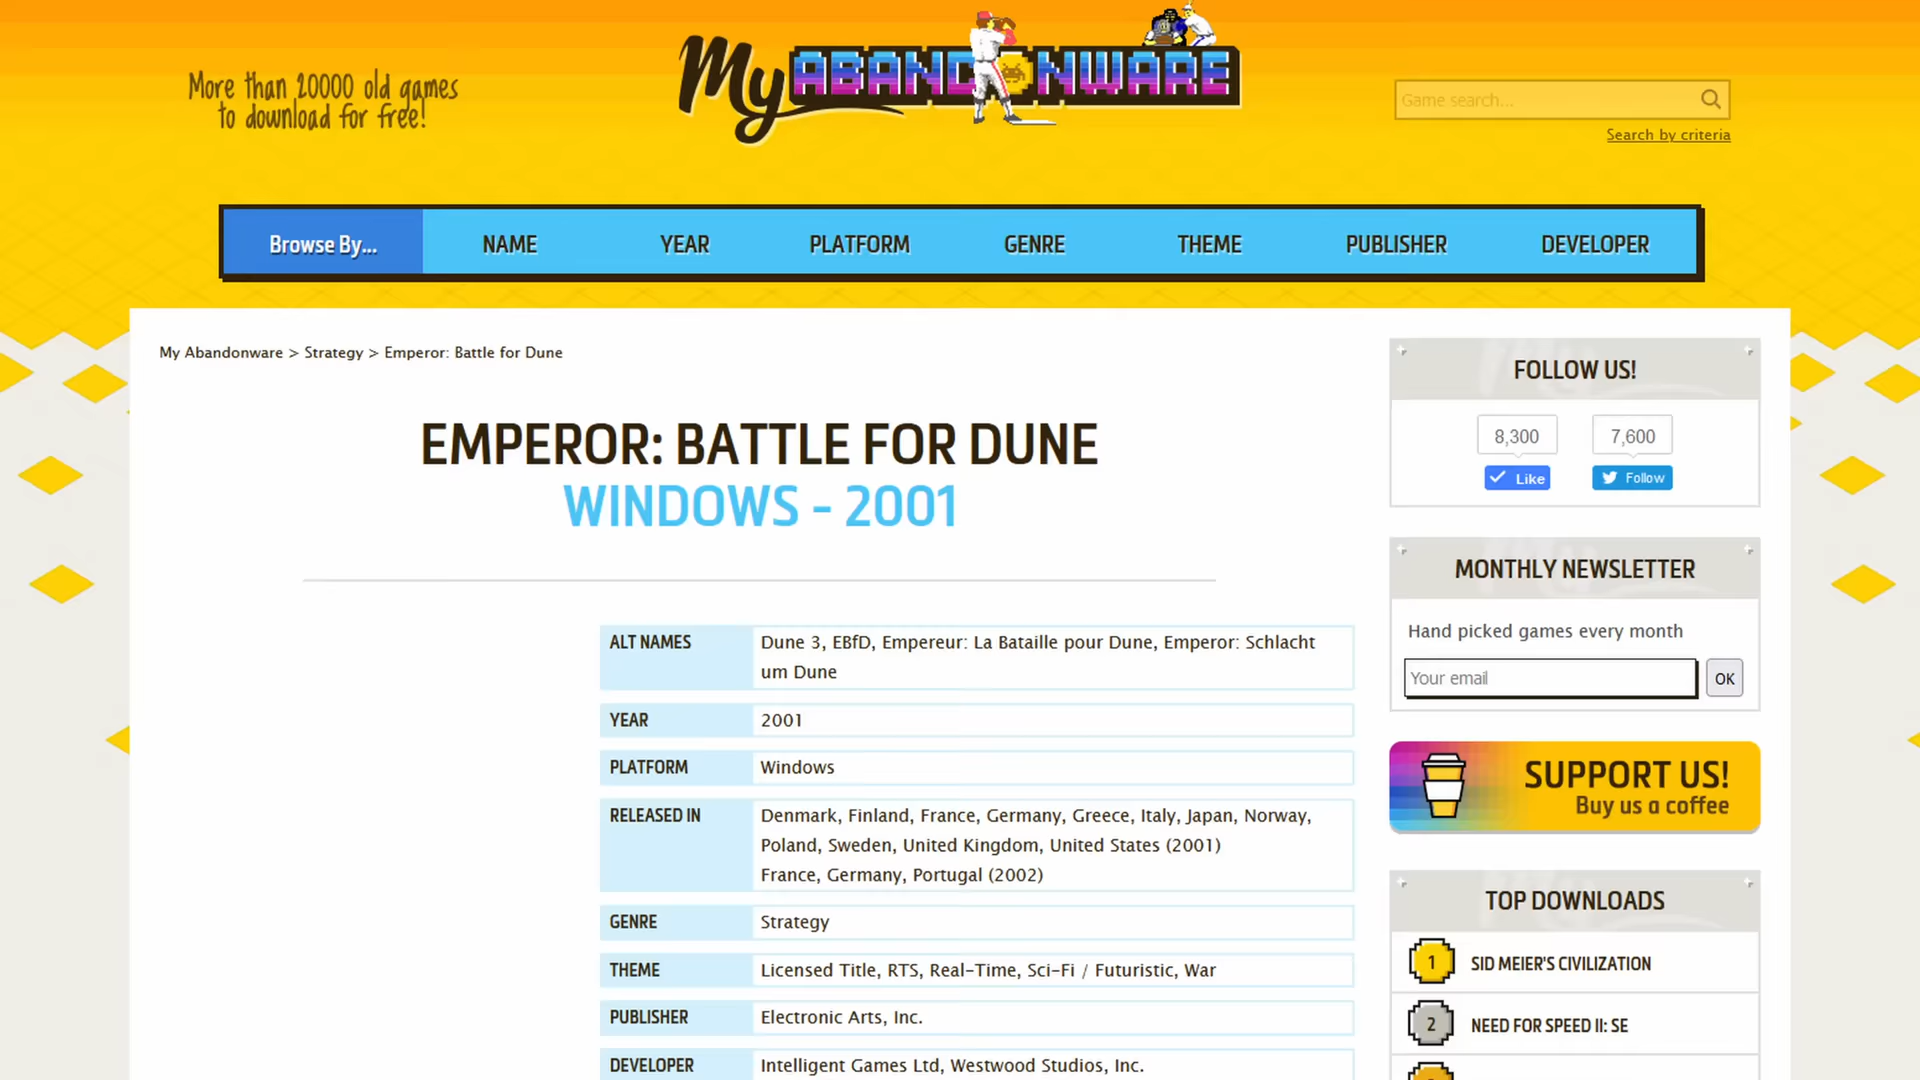 More than 20000 old games
to download for free!
My ABANDONWARE
Game search...
Search by criteria
Browse By...
NAME
YEAR
PLATFORM
GENRE
THEME
PUBLISHER
DEVELOPER
My Abandonware > Strategy > Emperor: Battle for Dune
EMPEROR: BATTLE FOR DUNE
WINDOWS - 2001
ALT NAMES
Dune 3, EBfD, Empereur: La Bataille pour Dune, Emperor: Schlacht
um Dune
YEAR
2001
PLATFORM
Windows
RELEASED IN
Denmark, Finland, France, Germany, Greece, Italy, Japan, Norway,
Poland, Sweden, United Kingdom, United States (2001)
France, Germany, Portugal (2002)
GENRE
Strategy
THEME
Licensed Title, RTS, Real-Time, Sci-Fi / Futuristic, War
PUBLISHER
Electronic Arts, Inc.
DEVELOPER
Intelligent Games Ltd, Westwood Studios, Inc.
FOLLOW US!
8,300
7,600
Like
Follow
MONTHLY NEWSLETTER
Hand picked games every month
Your email
OK
SUPPORT US!
Buy us a coffee
TOP DOWNLOADS
1
SID MEIER'S CIVILIZATION
2
NEED FOR SPEED II: SE